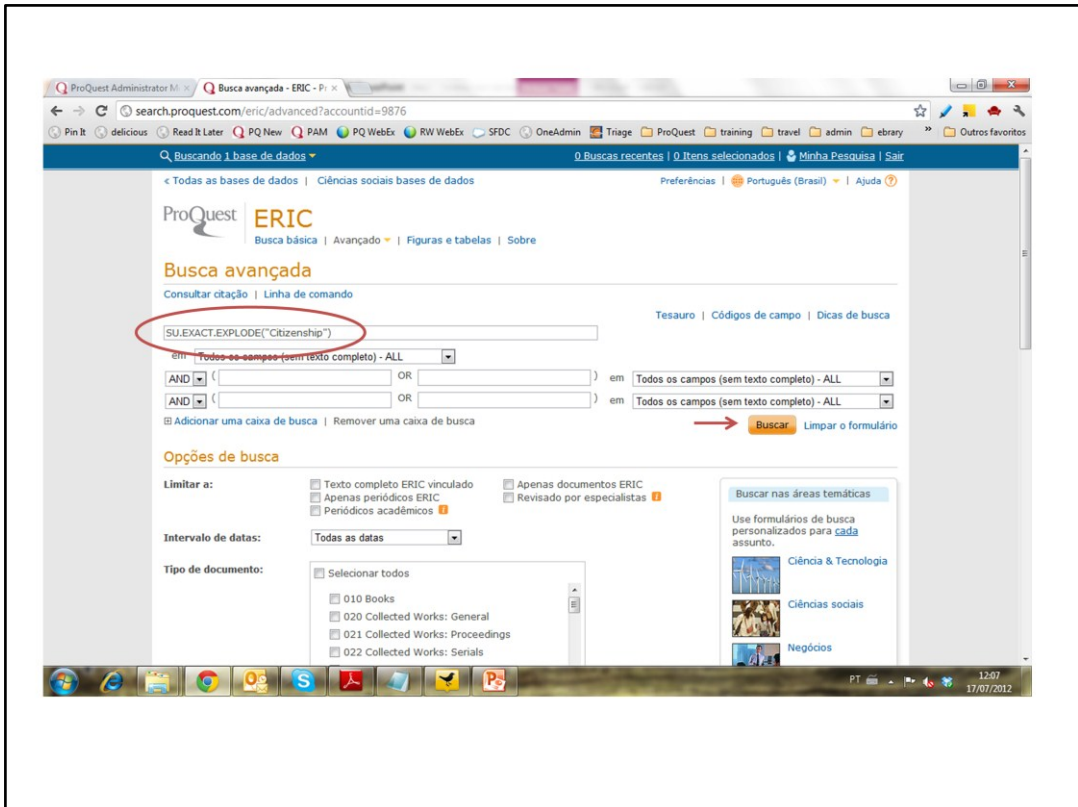 ProQuest Administrator M
Busca avançada - ERIC - Pr
search.proquest.com/eric/advanced?accountid=9876
Pin It delicious Read It Later PQ New PAM PQ WebEx RW WebEx SFDC OneAdmin Triage ProQuest training travel admin ebrary » Outros favoritos
Buscando 1 base de dados 0 Buscas recentes | 0 Itens selecionados | Minha Pesquisa | Sair
« Todas as bases de dados | Ciências sociais bases de dados Preferências | Português (Brasil) | Ajuda ?
ProQuest ERIC
Busca básica | Avançado | Figuras e tabelas | Sobre
Busca avançada
Consultar citação | Linha de comando
Tesauro | Códigos de campo | Dicas de busca
SU.EXACT.EXPLODE("Citizenship")
em Todos os campos (sem texto completo) - ALL
AND ( OR ) em Todos os campos (sem texto completo) - ALL
AND ( OR ) em Todos os campos (sem texto completo) - ALL
Adicionar uma caixa de busca | Remover uma caixa de busca Buscar Limpar o formulário
Opções de busca
Limitar a: Texto completo ERIC vinculado Apenas documentos ERIC
Apenas periódicos ERIC Revisado por especialistas
Periódicos acadêmicos
Intervalo de datas: Todas as datas
Tipo de documento: Selecionar todos
010 Books
020 Collected Works: General
021 Collected Works: Proceedings
022 Collected Works: Serials
Buscar nas áreas temáticas
Use formulários de busca
personalizados para cada
assunto.
Ciência & Tecnologia
Ciências sociais
Negócios
PT 12:07
17/07/2012